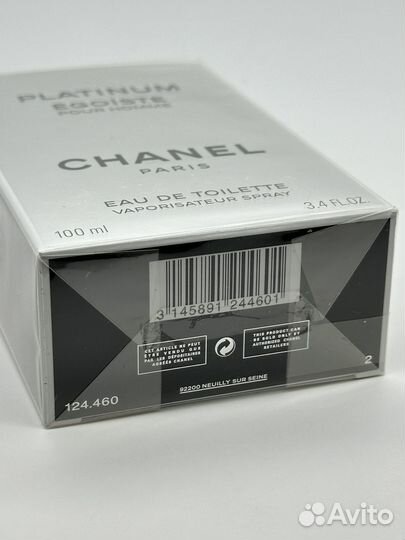 PLATINUM
ÉGOÏSTE
POUR HOMME
CHANEL
PARIS
EAU DE TOILETTE
VAPORISATEUR SPRAY
100 ml
3.4 FL.OZ.
3 145891 244601
CET ARTICLE NE PEUT
ÊTRE VENDU QUE
PAR LES DÉPOSITAIRES
AGRÉÉS CHANEL
THIS PRODUCT CAN
BE SOLD ONLY BY
AUTHORIZED CHANEL
RETAILERS
92200 NEUILLY SUR SEINE
124.460
2
Avito